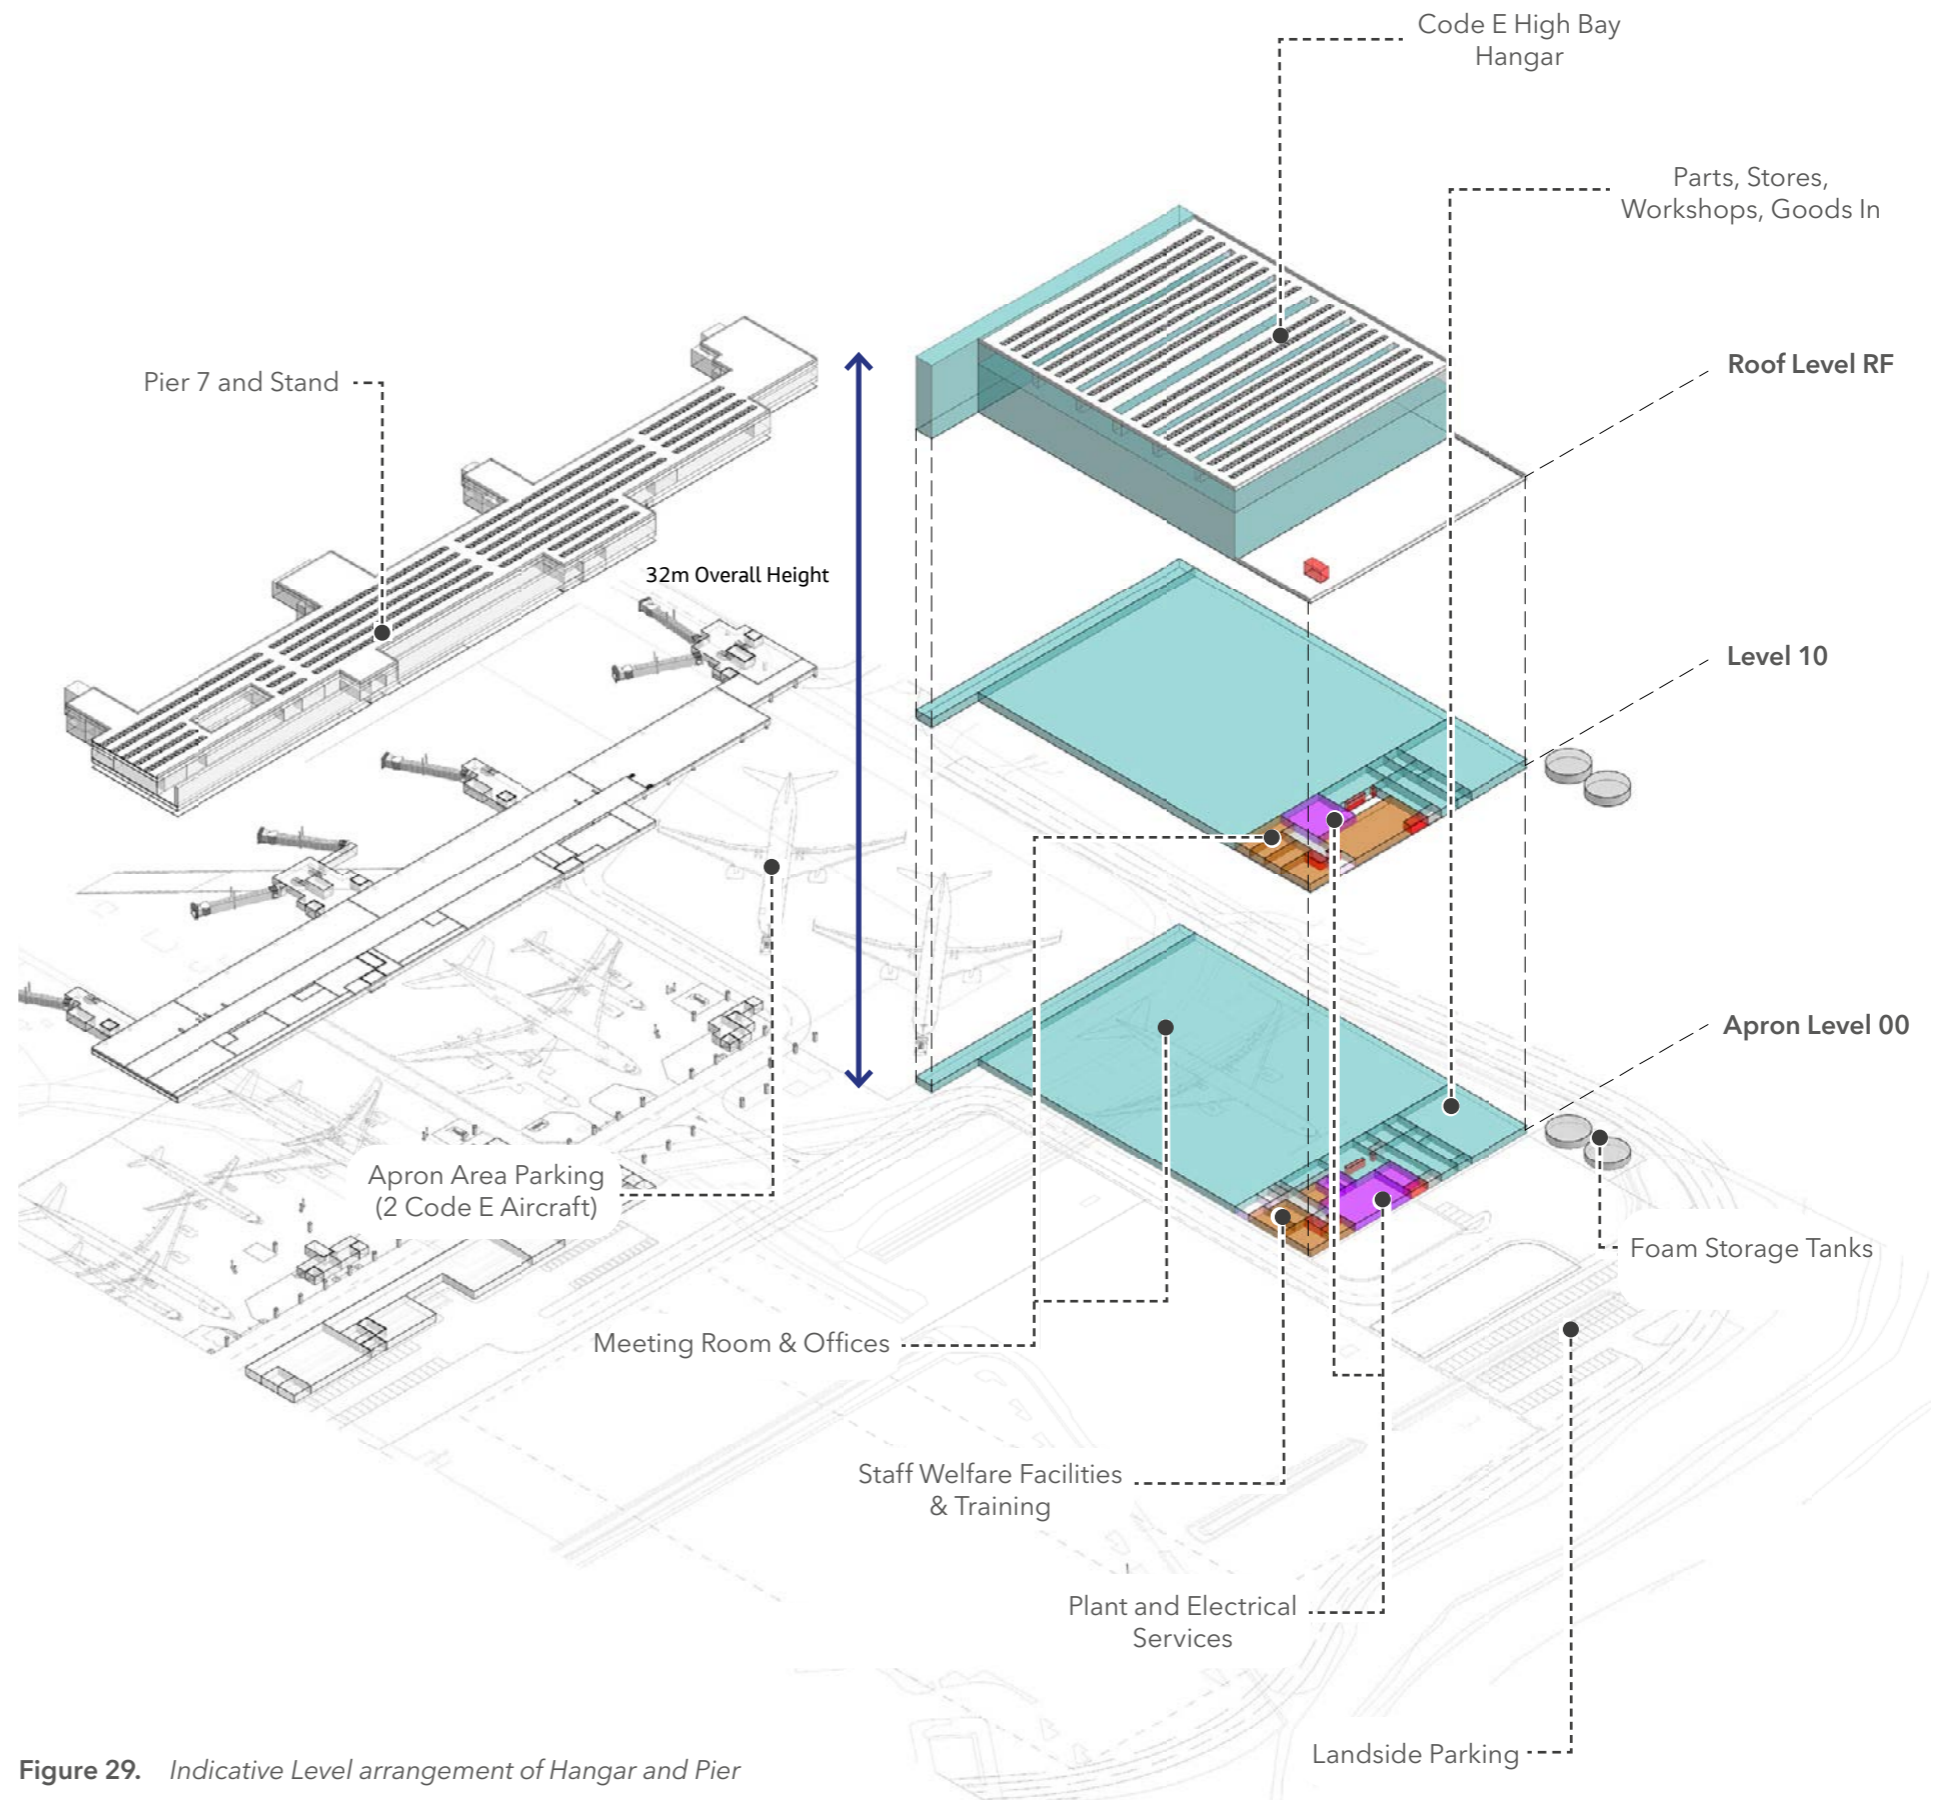 Code E High Bay
Hangar
Parts, Stores,
Workshops, Goods In
Roof Level RF
Pier 7 and Stand
32m Overall Height
Level 10
Apron Level 00
Apron Area Parking
(2 Code E Aircraft)
Foam Storage Tanks
Meeting Room & Offices
Staff Welfare Facilities
& Training
Plant and Electrical
Services
Landside Parking
Figure 29. Indicative Level arrangement of Hangar and Pier